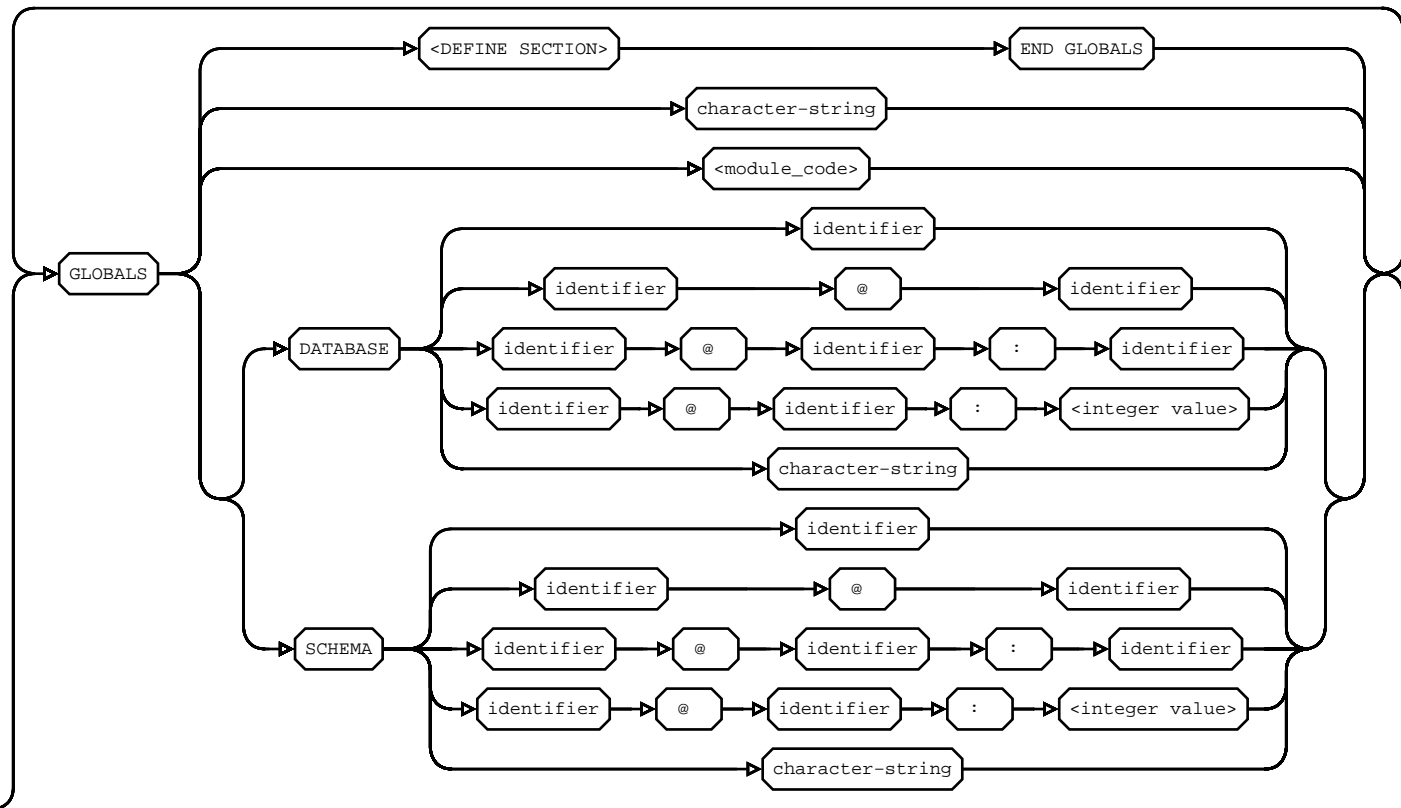 <DEFINE SECTION> END GLOBALS
character-string
<module_code>
identifier
GLOBALS
identifier @ identifier
DATABASE identifier @ identifier : identifier
identifier @ identifier : <integer value>
character-string
identifier
identifier @ identifier
SCHEMA identifier @ identifier : identifier
identifier @ identifier : <integer value>
character-string